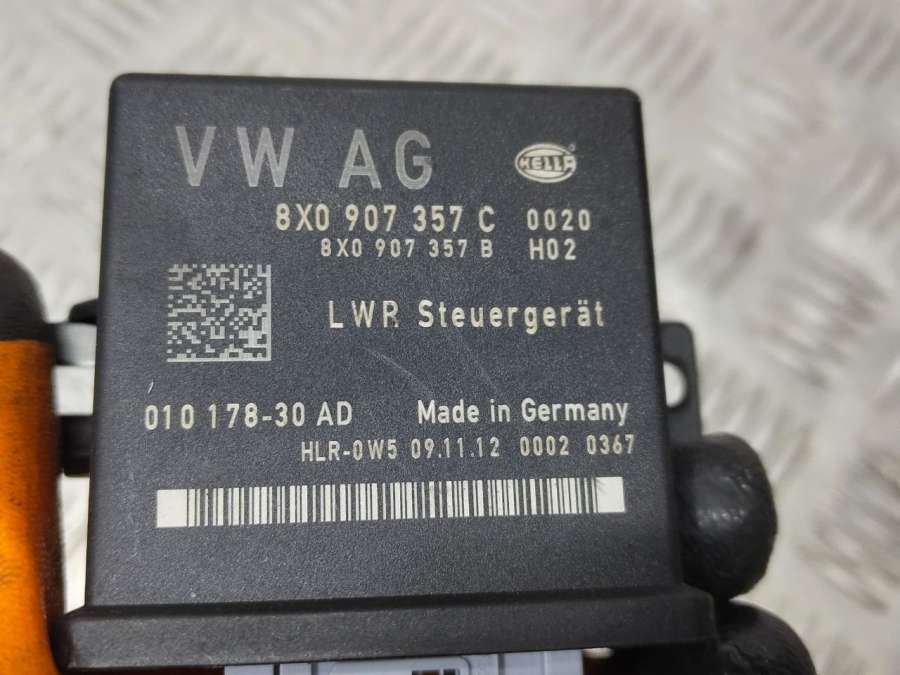 VW AG
HELLA
8X0 907 357 C 0020
8X0 907 357 B H02
LWR Steuergerät
010 178-30 AD Made in Germany
HLR-0W5 09.11.12 0002 0367